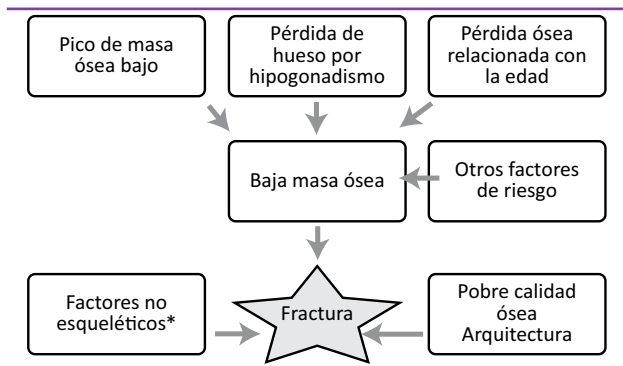 Pico de masa
ósea bajo
Pérdida de
hueso por
hipogonadismo
Pérdida ósea
relacionada con
la edad
Baja masa ósea
Otros factores
de riesgo
Factores no
esqueléticos*
Fractura
Pobre calidad
ósea
Arquitectura